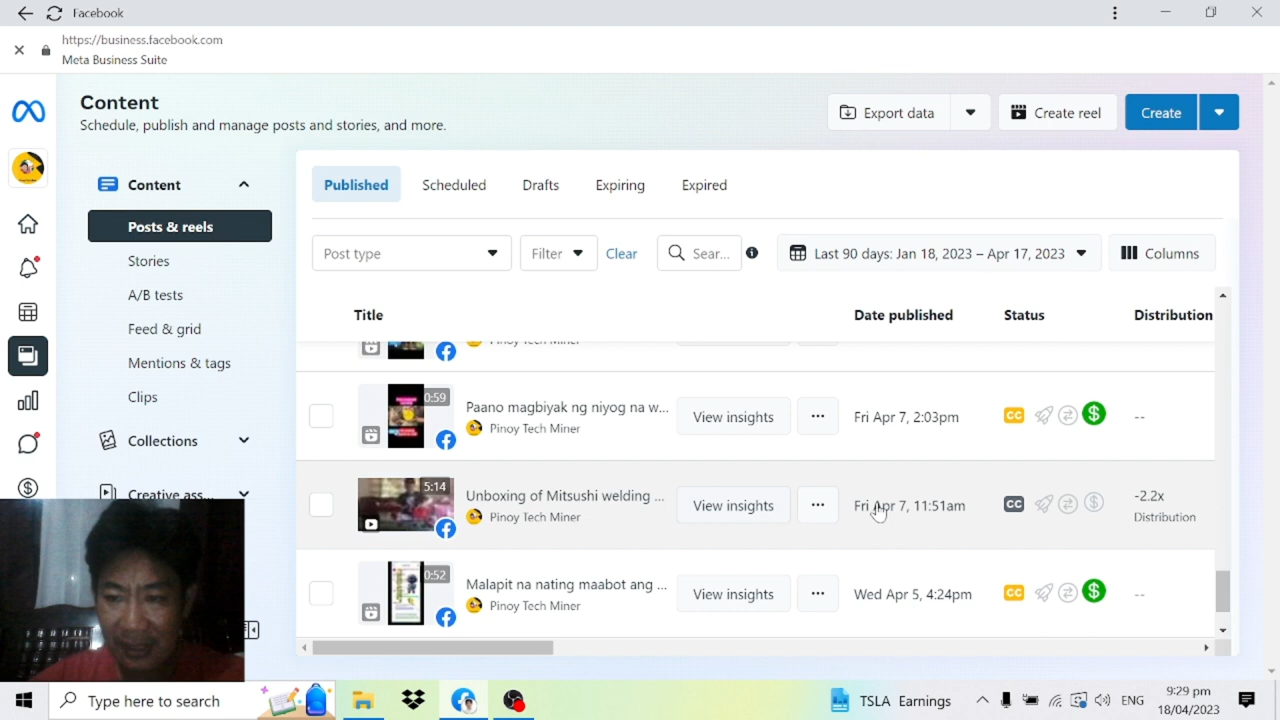 Facebook
https://business.facebook.com
Meta Business Suite
Content
Schedule, publish and manage posts and stories, and more.
Export data
Create reel
Create
Content
Posts & reels
Stories
A/B tests
Feed & grid
Mentions & tags
Clips
Collections
Creative ass...
Published
Scheduled
Drafts
Expiring
Expired
Post type
Filter
Clear
Sear...
Last 90 days: Jan 18, 2023 – Apr 17, 2023
Columns
Title
Date published
Status
Distribution
Pinoy Tech Miner
0:59
Paano magbiyak ng niyog na w...
Pinoy Tech Miner
View insights
Fri Apr 7, 2:03pm
CC
--
5:14
Unboxing of Mitsushi welding ...
Pinoy Tech Miner
View insights
Fri Apr 7, 11:51am
CC
-2.2x
Distribution
0:52
Malapit na nating maabot ang ...
Pinoy Tech Miner
View insights
Wed Apr 5, 4:24pm
CC
--
Type here to search
TSLA Earnings
ENG
9:29 pm
18/04/2023